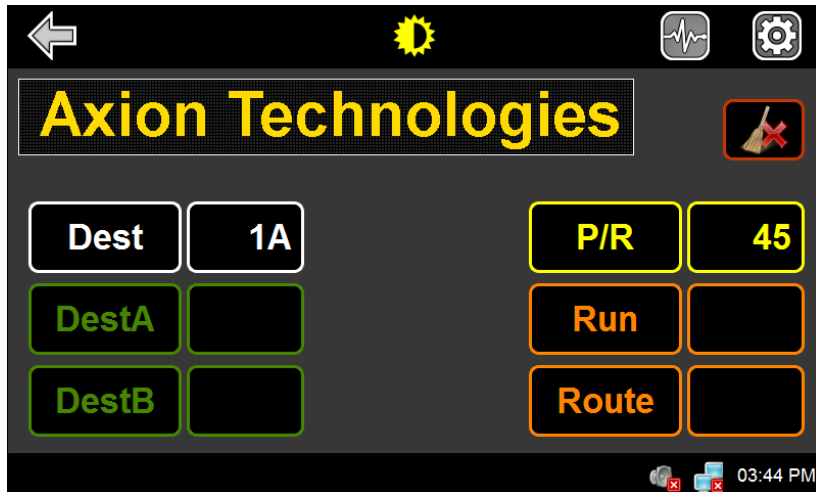 Axion Technologies
Dest 1A P/R 45
DestA Run
DestB Route
03:44 PM